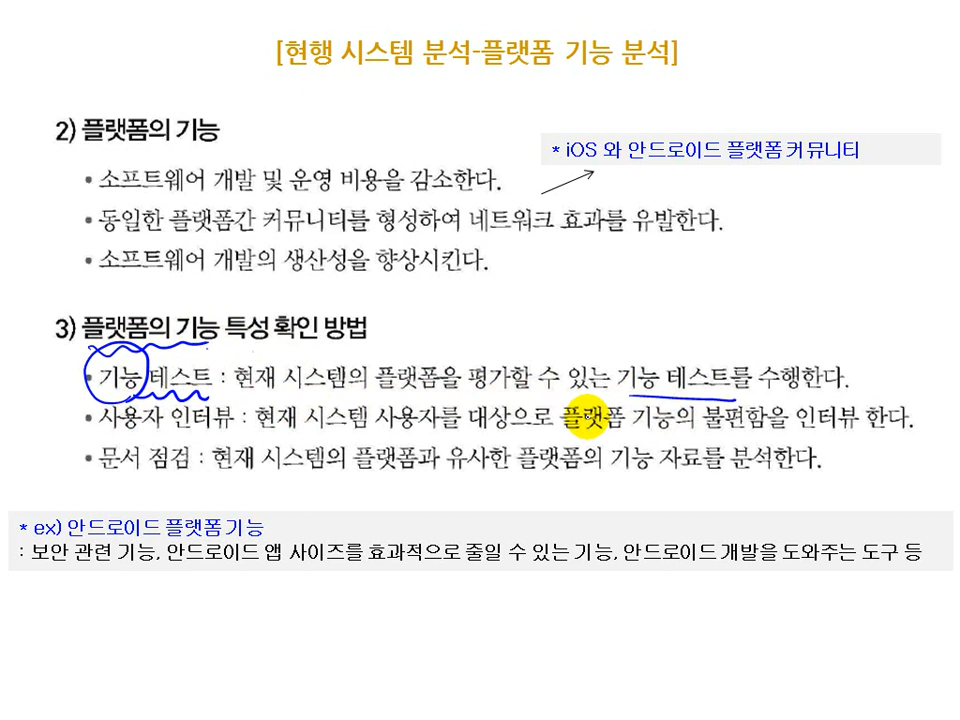 [현행 시스템 분석-플랫폼 기능 분석]
2) 플랫폼의 기능
* iOS 와 안드로이드 플랫폼 커뮤니티
• 소프트웨어 개발 및 운영 비용을 감소한다.
• 동일한 플랫폼간 커뮤니티를 형성하여 네트워크 효과를 유발한다.
• 소프트웨어 개발의 생산성을 향상시킨다.
3) 플랫폼의 기능 특성 확인 방법
• 기능 테스트 : 현재 시스템의 플랫폼을 평가할 수 있는 기능 테스트를 수행한다.
• 사용자 인터뷰 : 현재 시스템 사용자를 대상으로 플랫폼 기능의 불편함을 인터뷰 한다.
• 문서 점검 : 현재 시스템의 플랫폼과 유사한 플랫폼의 기능 자료를 분석한다.
* ex) 안드로이드 플랫폼 기능
: 보안 관련 기능, 안드로이드 앱 사이즈를 효과적으로 줄일 수 있는 기능, 안드로이드 개발을 도와주는 도구 등